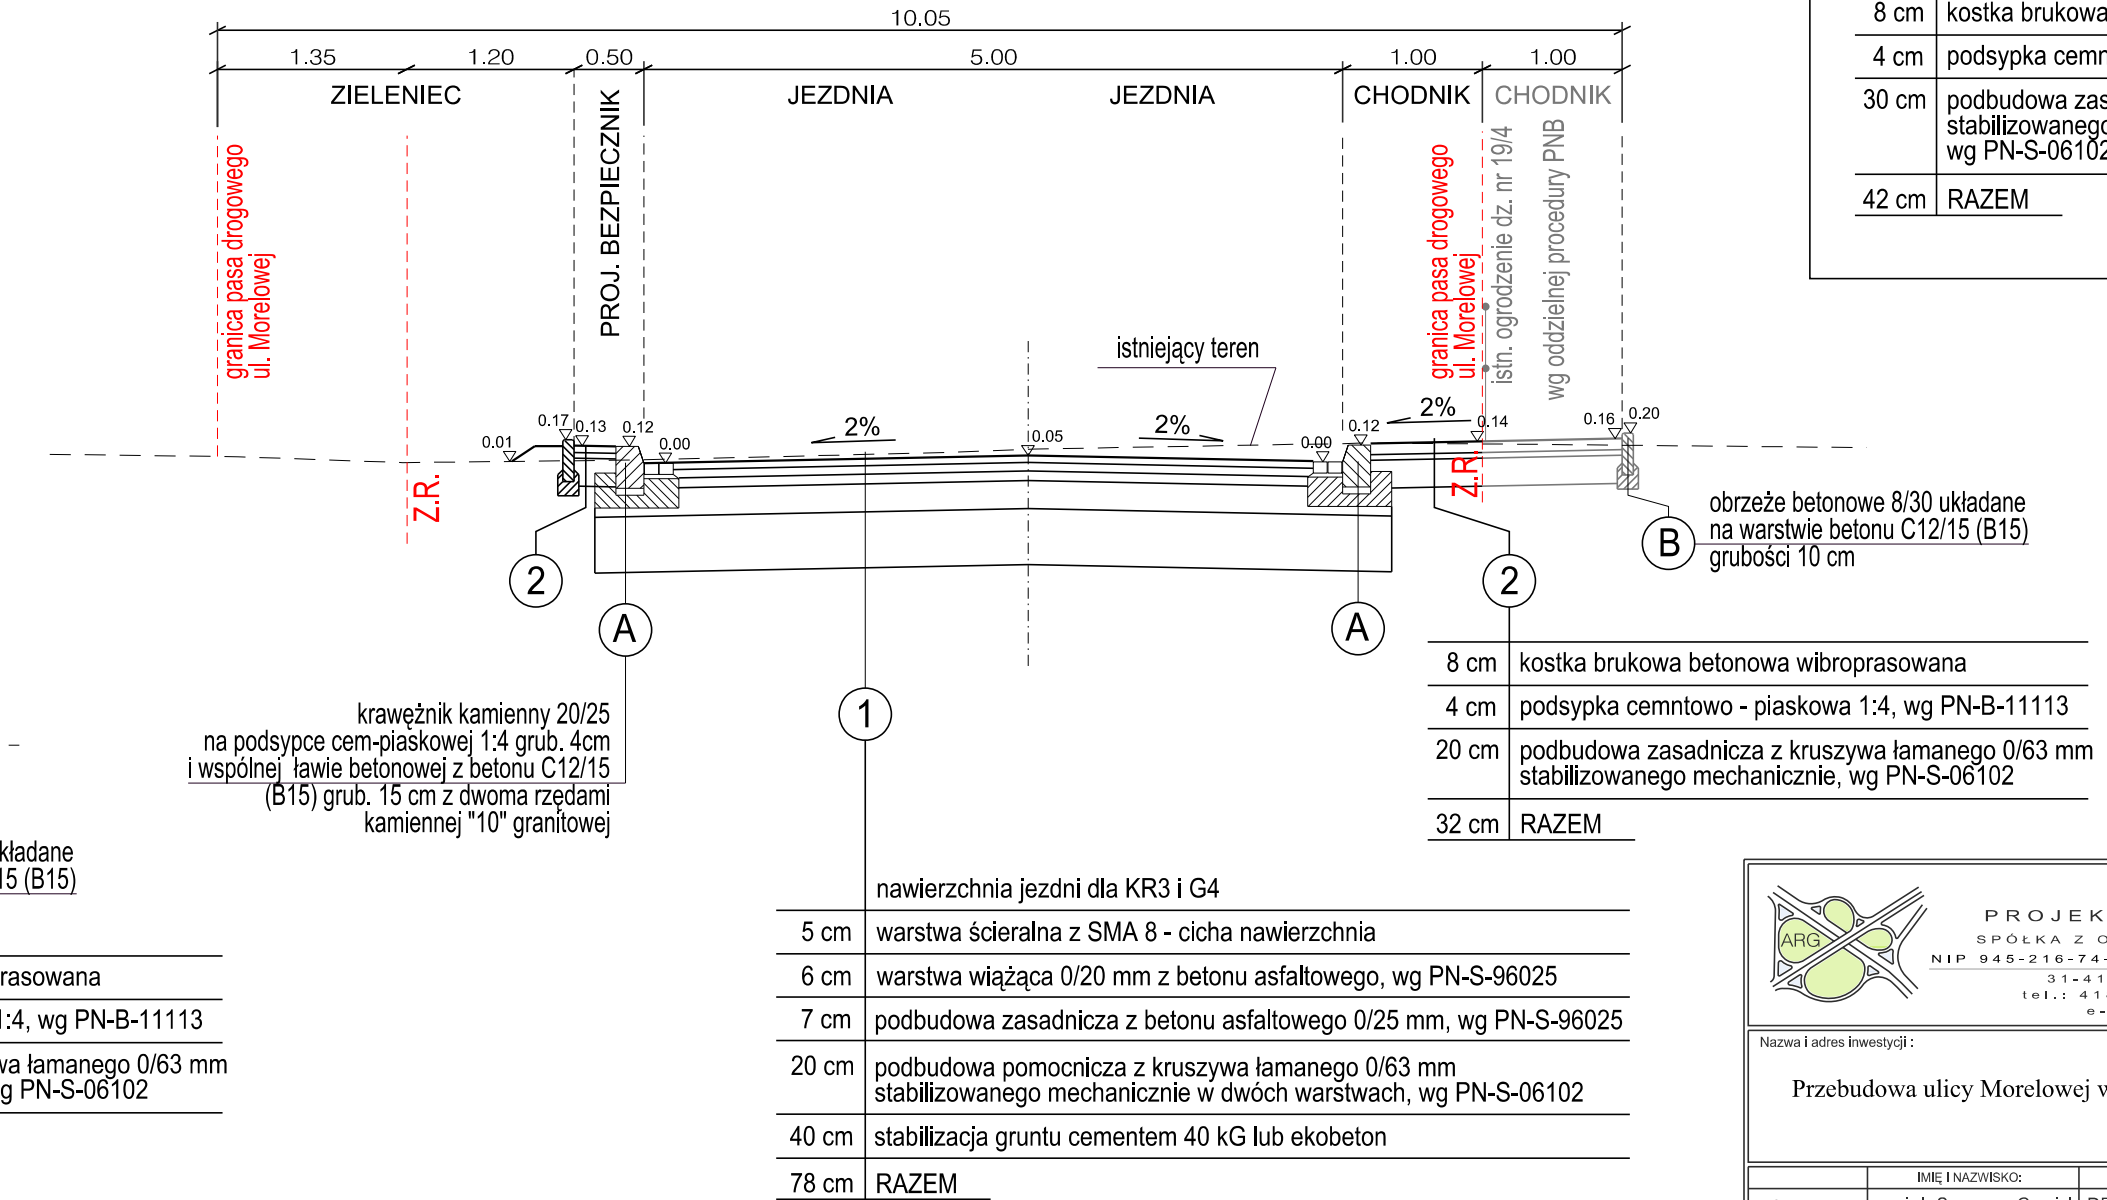 10.05
1.35 1.20 0.50 5.00 1.00 1.00
ZIELENIEC JEZDNIA JEZDNIA CHODNIK CHODNIK
PROJ. BEZPIECZNIK
granica pasa drogowego
ul. Morelowej
granica pasa drogowego
ul. Morelowej
istn. ogrodzenie dz. nr 19/4
wg oddzielnej procedury PNB
istniejący teren
0.01 0.17 0.13 0.12 0.00 2% 0.05 2% 0.00 0.12 2% 0.14 0.16 0.20
Z.R.
Z.R.
2
A
1
A
2
B
obrzeże betonowe 8/30 układane
na warstwie betonu C12/15 (B15)
grubości 10 cm
8 cm kostka brukowa
4 cm podsypka
30 cm podbudowa
stabilizowanego
wg PN-S-06102
42 cm RAZEM
8 cm kostka brukowa betonowa wibroprasowana
4 cm podsypka cemntowo - piaskowa 1:4, wg PN-B-11113
20 cm podbudowa zasadnicza z kruszywa łamanego 0/63 mm
stabilizowanego mechanicznie, wg PN-S-06102
32 cm RAZEM
krawężnik kamienny 20/25
na podsypce cem-piaskowej 1:4 grub. 4cm
i wspólnej ławie betonowej z betonu C12/15
(B15) grub. 15 cm z dwoma rzędami
kamiennej "10" granitowej
kładane
15 (B15)
rasowana
1:4, wg PN-B-11113
wa łamanego 0/63 mm
g PN-S-06102
nawierzchnia jezdni dla KR3 i G4
5 cm warstwa ścieralna z SMA 8 - cicha nawierzchnia
6 cm warstwa wiążąca 0/20 mm z betonu asfaltowego, wg PN-S-96025
7 cm podbudowa zasadnicza z betonu asfaltowego 0/25 mm, wg PN-S-96025
20 cm podbudowa pomocnicza z kruszywa łamanego 0/63 mm
stabilizowanego mechanicznie w dwóch warstwach, wg PN-S-06102
40 cm stabilizacja gruntu cementem 40 kG lub ekobeton
78 cm RAZEM
ARG
PROJEK
SPÓŁKA Z O
NIP 945-216-74-
31-41
tel.: 41
e-
Nazwa i adres inwestycji :
Przebudowa ulicy Morelowej w
IMIĘ I NAZWISKO: